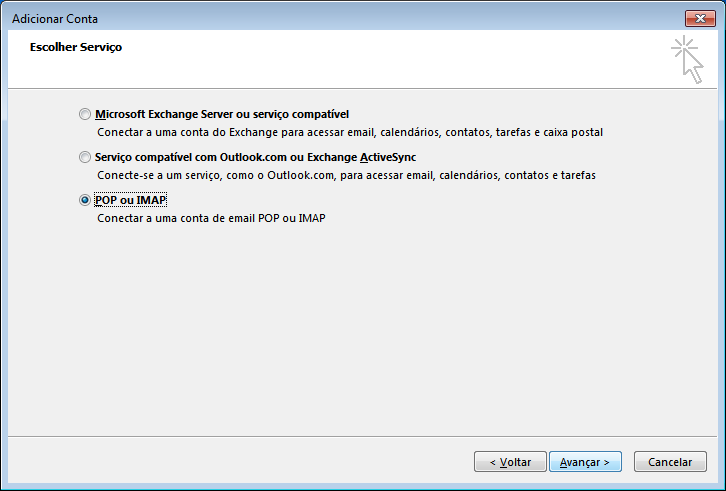 Adicionar Conta
Escolher Serviço
Microsoft Exchange Server ou serviço compatível
Conectar a uma conta do Exchange para acessar email, calendários, contatos, tarefas e caixa postal
Serviço compatível com Outlook.com ou Exchange ActiveSync
Conecte-se a um serviço, como o Outlook.com, para acessar email, calendários, contatos e tarefas
POP ou IMAP
Conectar a uma conta de email POP ou IMAP
< Voltar Avançar > Cancelar